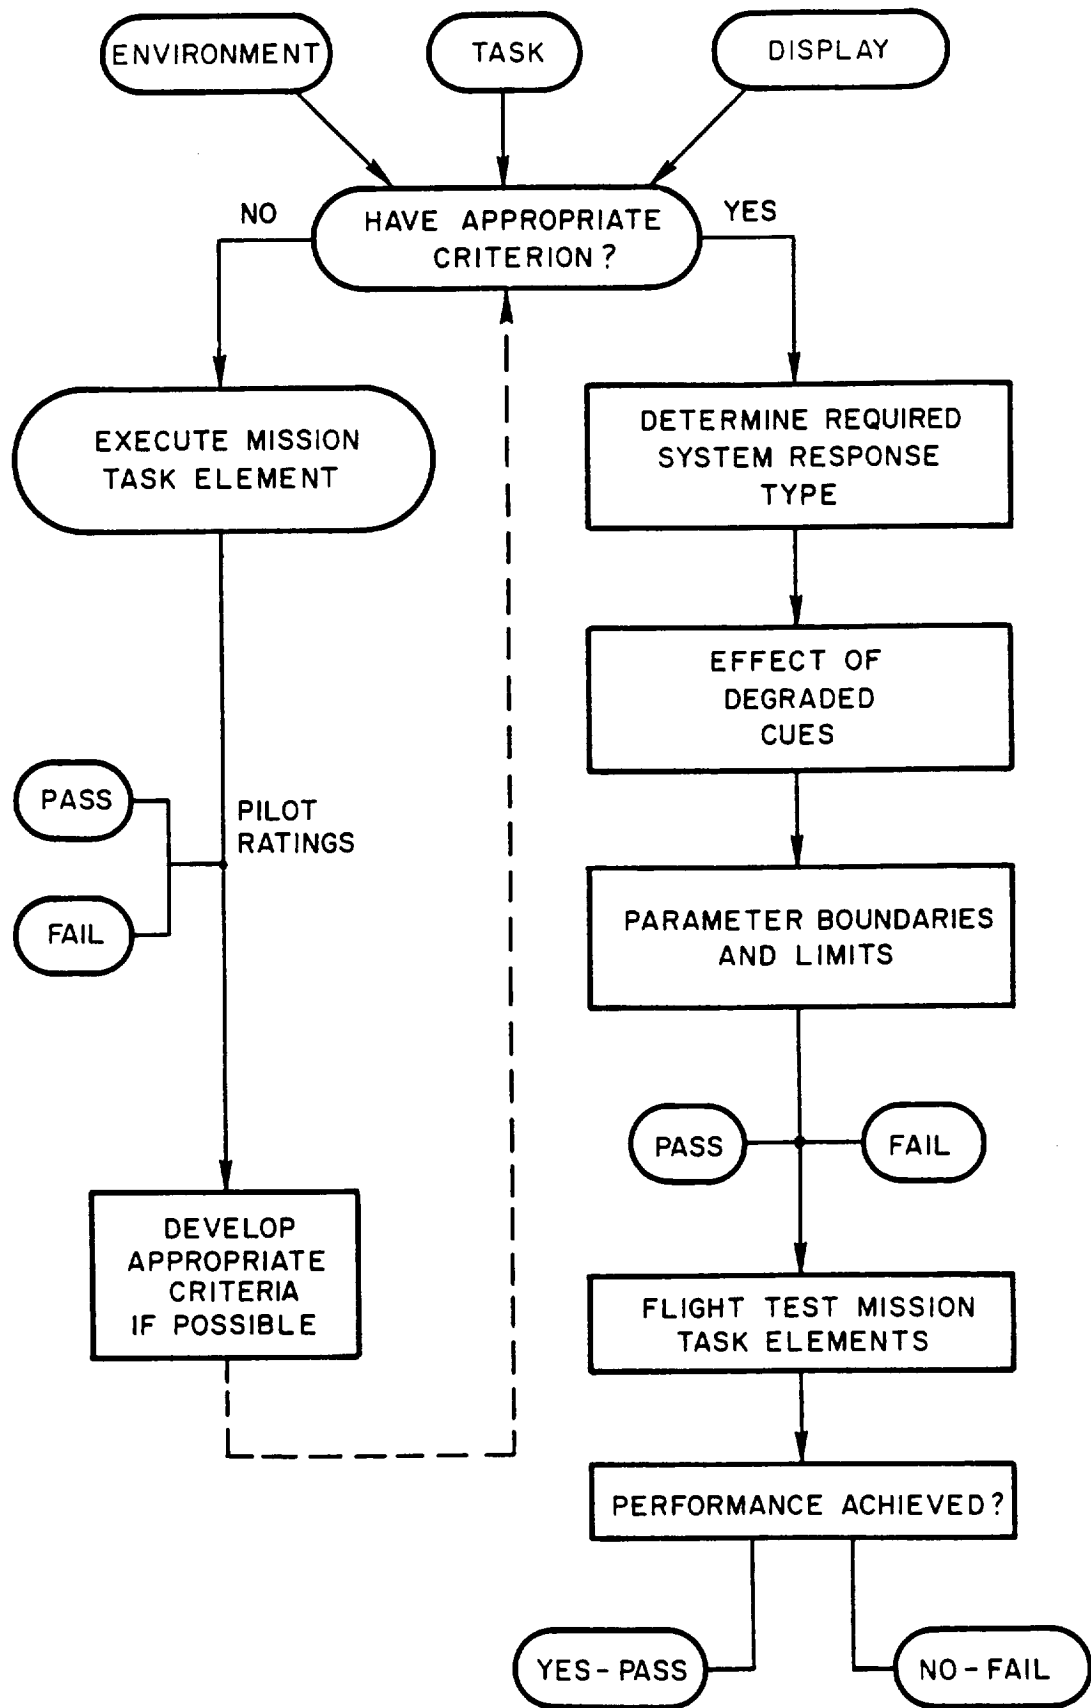 ENVIRONMENT
TASK
DISPLAY
HAVE APPROPRIATE
CRITERION?
NO
YES
EXECUTE MISSION
TASK ELEMENT
PILOT
RATINGS
PASS
FAIL
DEVELOP
APPROPRIATE
CRITERIA
IF POSSIBLE
DETERMINE REQUIRED
SYSTEM RESPONSE
TYPE
EFFECT OF
DEGRADED
CUES
PARAMETER BOUNDARIES
AND LIMITS
PASS
FAIL
FLIGHT TEST MISSION
TASK ELEMENTS
PERFORMANCE ACHIEVED?
YES-PASS
NO-FAIL